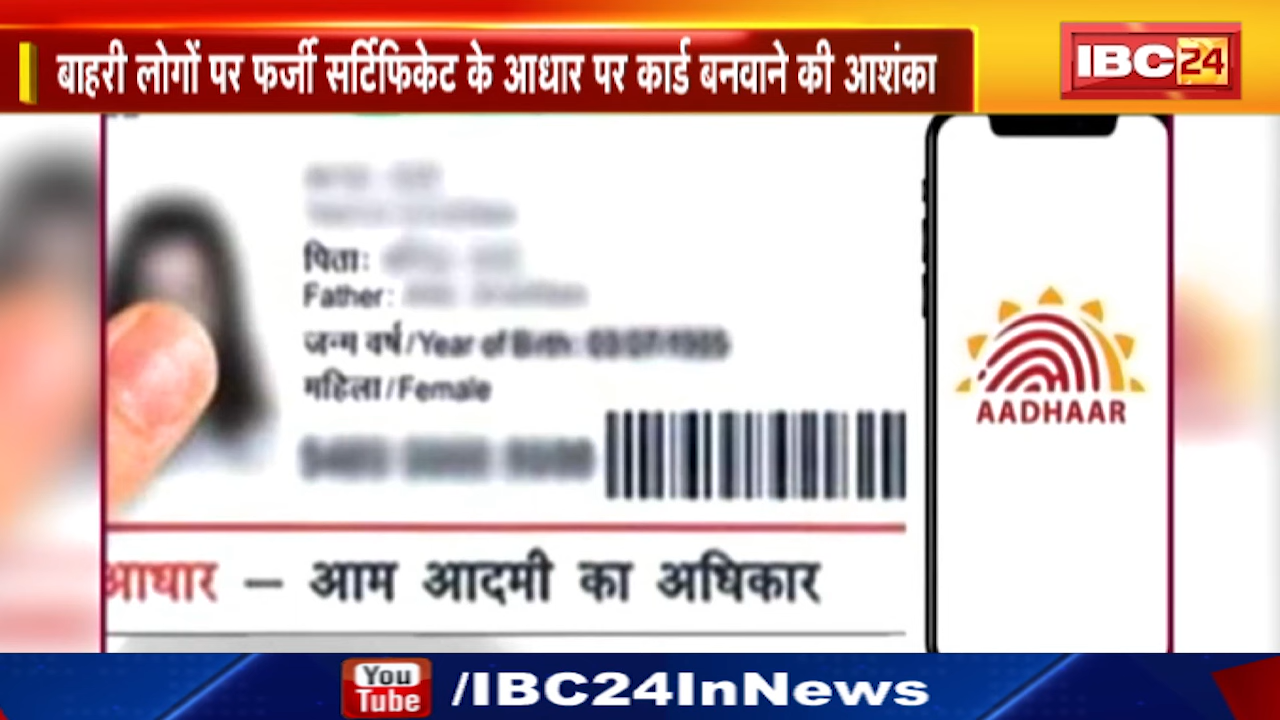 बाहरी लोगों पर फर्जी सर्टिफिकेट के आधार पर कार्ड बनवाने की आशंका
IBC24
पिता:
Father:
जन्म वर्ष/Year of Birth:
महिला/Female
AADHAAR
आधार – आम आदमी का अधिकार
You
Tube
/IBC24InNews